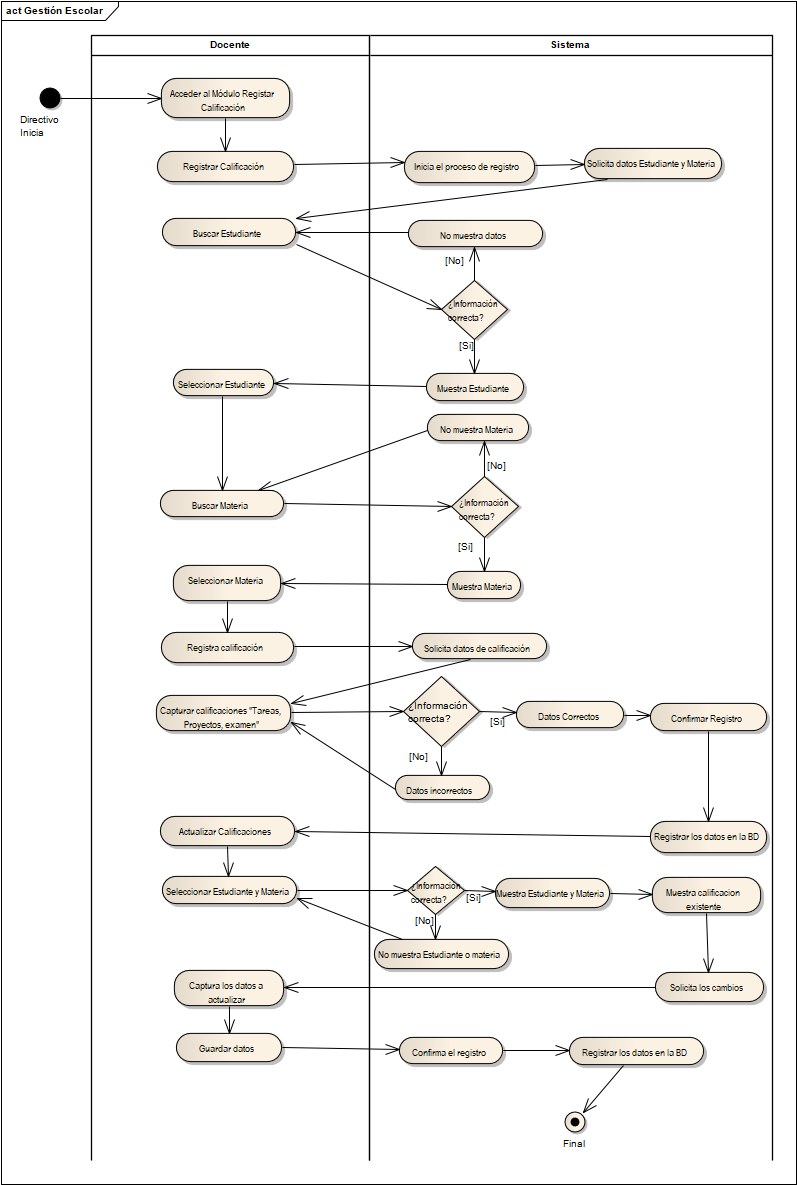 act Gestión Escolar
Docente
Sistema
Directivo
Inicia
Acceder al Módulo Registrar
Calificación
Registrar Calificación
Inicia el proceso de registro
Solicita datos Estudiante y Materia
Buscar Estudiante
No muestra datos
[No]
¿Información
correcta?
[Si]
Seleccionar Estudiante
Muestra Estudiante
No muestra Materia
[No]
Buscar Materia
¿Información
correcta?
[Si]
Seleccionar Materia
Muestra Materia
Registra calificación
Solicita datos de calificación
Capturar calificaciones "Tareas,
Proyectos, examen"
¿Información
correcta?
[Si]
Datos Correctos
Confirmar Registro
[No]
Datos incorrectos
Actualizar Calificaciones
Registrar los datos en la BD
Seleccionar Estudiante y Materia
¿Información
correcta?
[Si]
Muestra Estudiante y Materia
Muestra calificacion
existente
[No]
No muestra Estudiante o materia
Captura los datos a
actualizar
Solicita los cambios
Guardar datos
Confirma el registro
Registrar los datos en la BD
Final